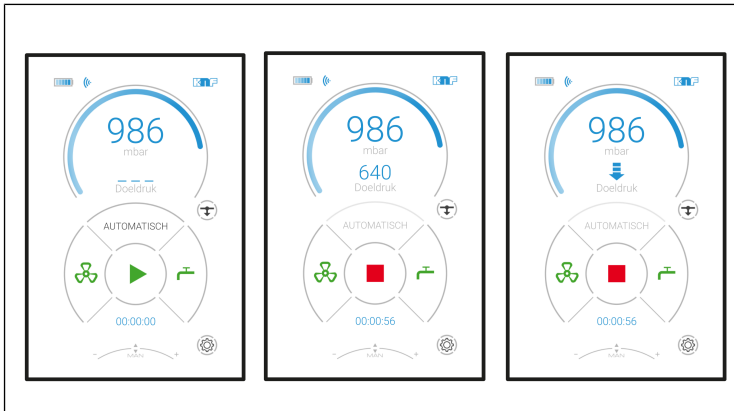 KNF
986
mbar
_ _ _
Doeldruk
AUTOMATISCH
00:00:00
- MAN +
KNF
986
mbar
640
Doeldruk
AUTOMATISCH
00:00:56
- MAN +
KNF
986
mbar
Doeldruk
AUTOMATISCH
00:00:56
- MAN +